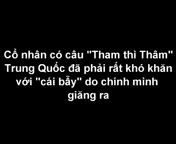 Cổ nhân có câu "Tham thì Thâm"
Trung Quốc đã phải rất khó khăn
với "cái bẫy" do chính mình
giăng ra